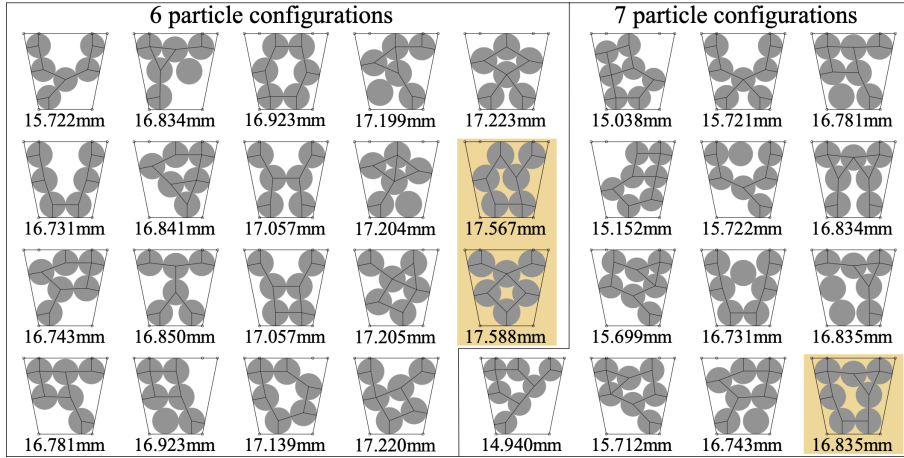 6 particle configurations 7 particle configurations
15.722mm 16.834mm 16.923mm 17.199mm 17.223mm 15.038mm 15.721mm 16.781mm
16.731mm 16.841mm 17.057mm 17.204mm 17.567mm 15.152mm 15.722mm 16.834mm
16.743mm 16.850mm 17.057mm 17.205mm 17.588mm 15.699mm 16.731mm 16.835mm
16.781mm 16.923mm 17.139mm 17.220mm 14.940mm 15.712mm 16.743mm 16.835mm